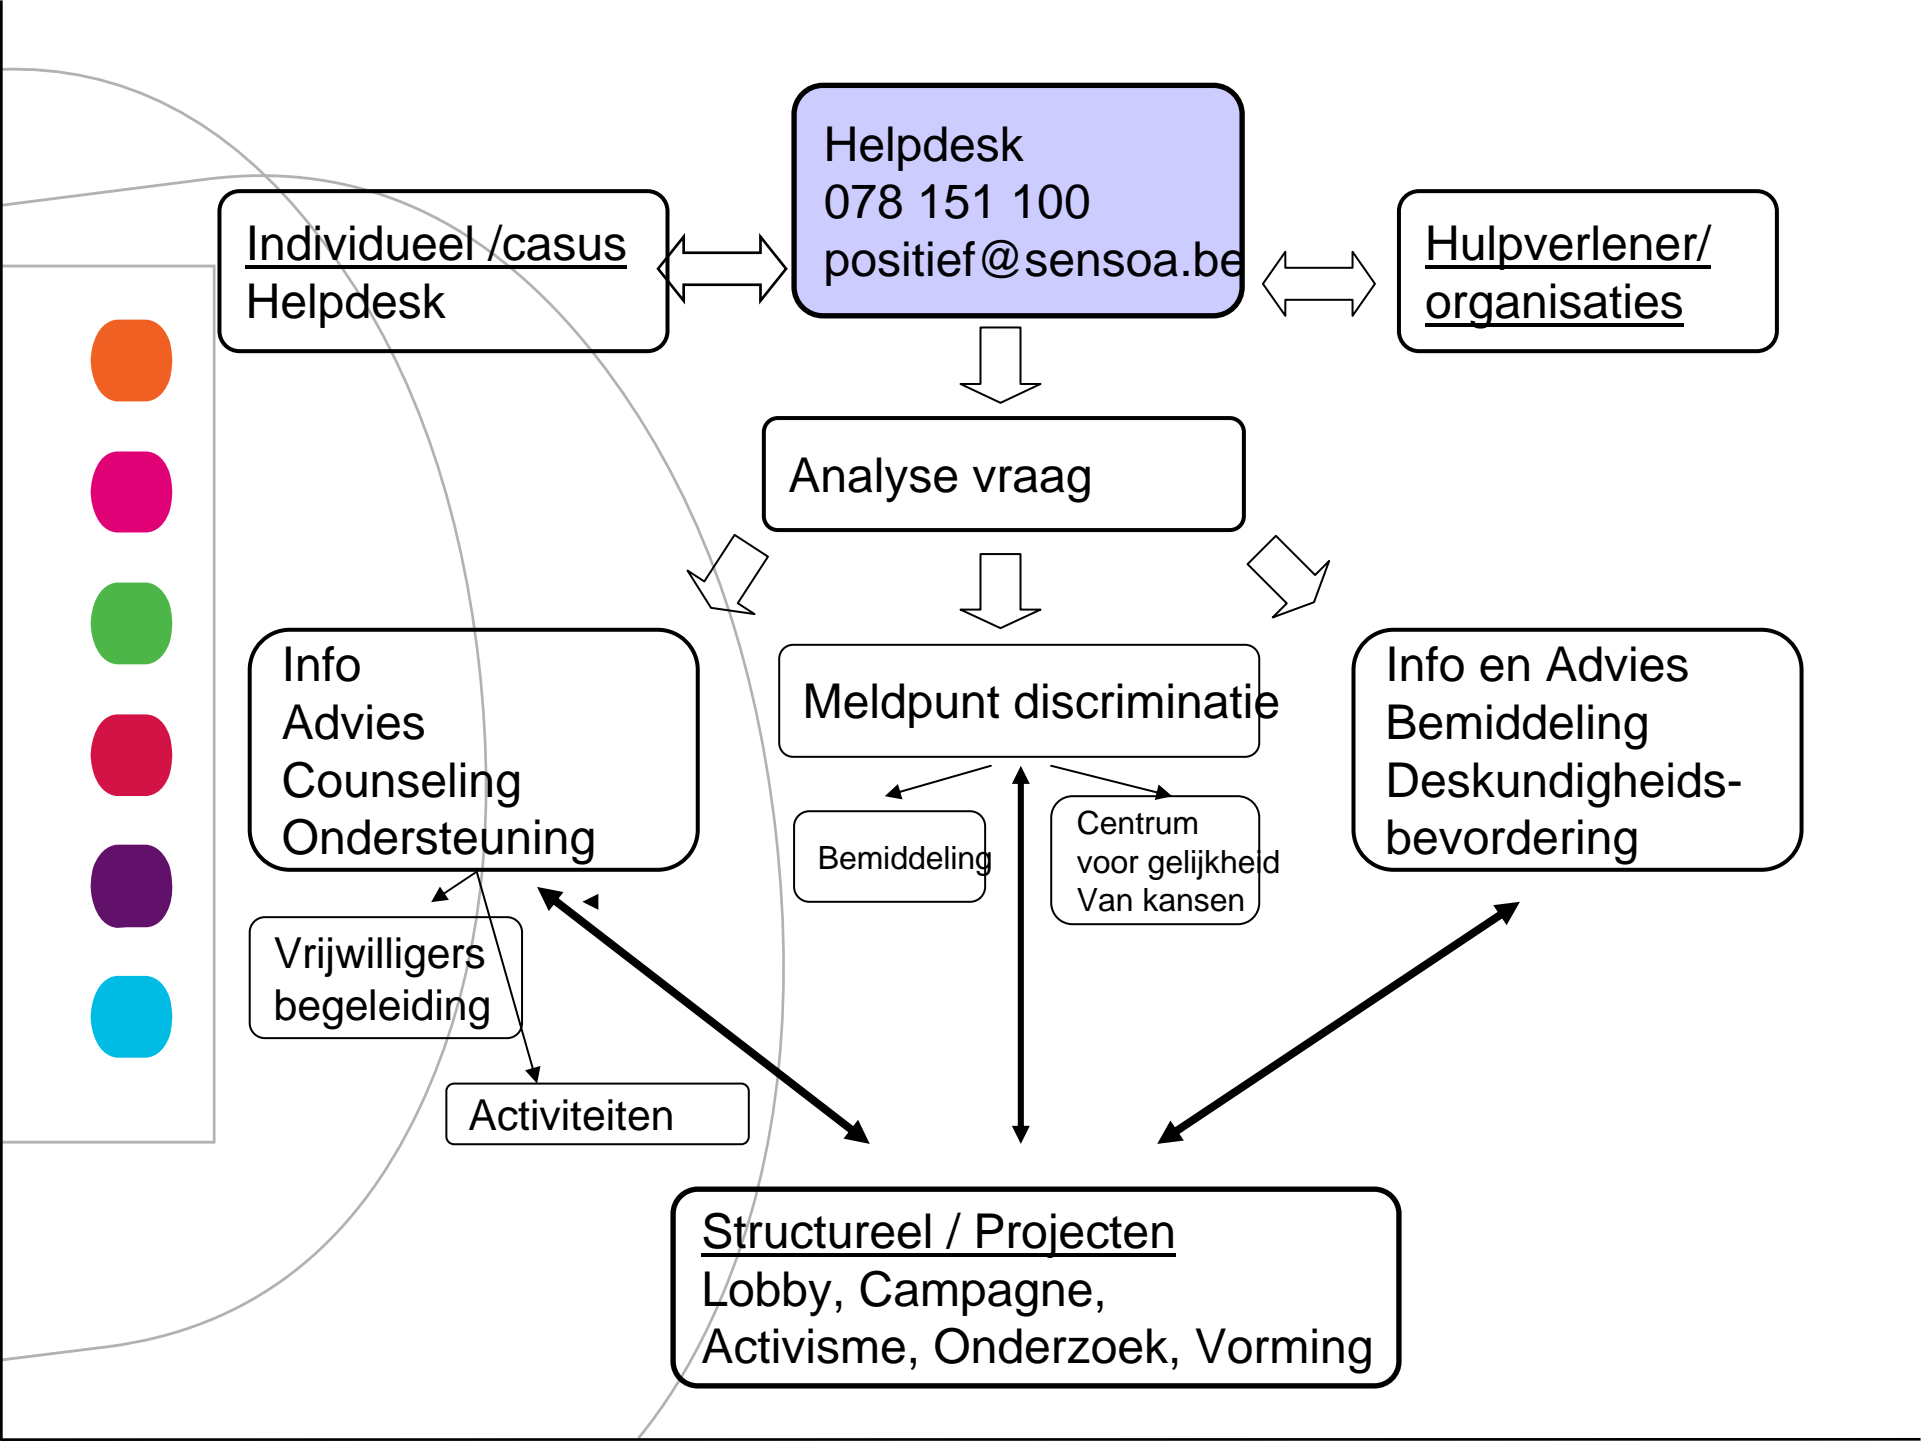 Helpdesk
078 151 100
positief@sensoa.be
Individueel /casus
Helpdesk
Hulpverlener/
organisaties
Analyse vraag
Info
Advies
Counseling
Ondersteuning
Meldpunt discriminatie
Info en Advies
Bemiddeling
Deskundigheids-
bevordering
Bemiddeling
Centrum
voor gelijkheid
Van kansen
Vrijwilligers
begeleiding
Activiteiten
Structureel / Projecten
Lobby, Campagne,
Activisme, Onderzoek, Vorming